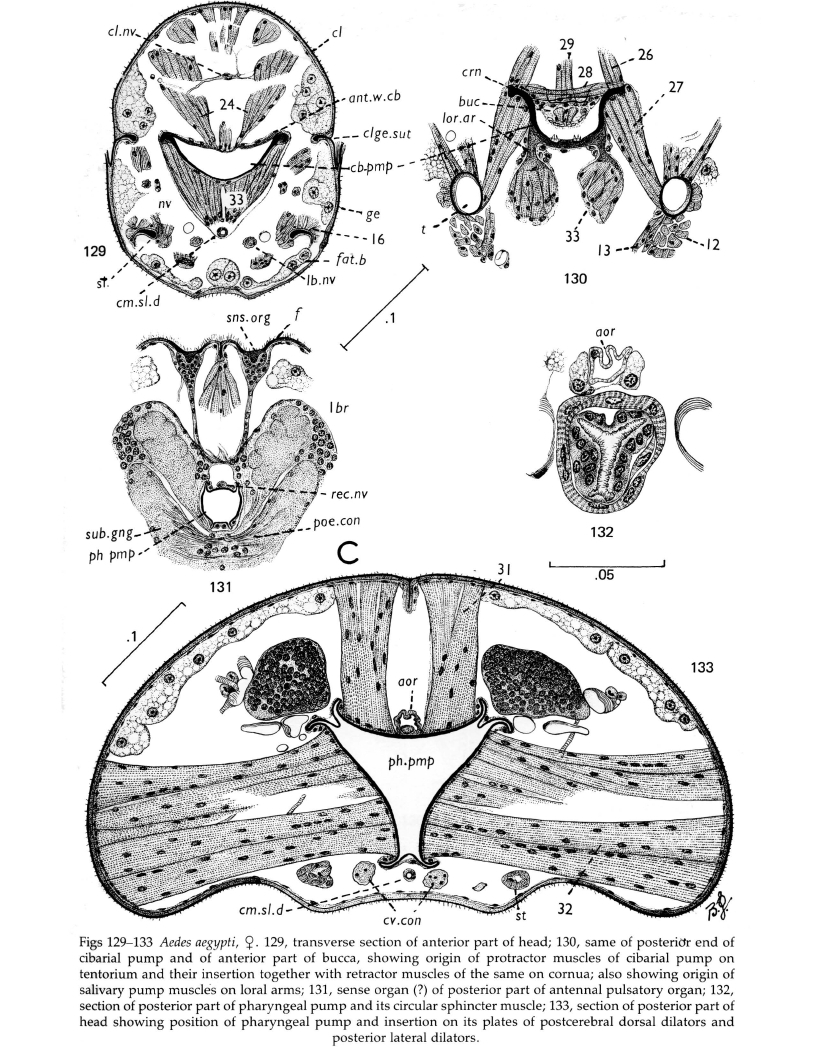 cl.nv
cl
24
ant.w.cb
clge.sut
cb.pmp
33
nv
ge
16
129
st.
fat.b
lb.nv
cm.sl.d
29
26
28
crn
buc
27
lor.ar
t
33
13
12
130
.1
sns.org
f
lbr
rec.nv
sub.gng
poe.con
ph pmp
131
C
aor
132
.05
31
.1
133
aor
ph.pmp
cm.sl.d
cv.con
st
32
Figs 129–133 Aedes aegypti, ♀. 129, transverse section of anterior part of head; 130, same of posterior end of
cibarial pump and of anterior part of bucca, showing origin of protractor muscles of cibarial pump on
tentorium and their insertion together with retractor muscles of the same on cornua; also showing origin of
salivary pump muscles on loral arms; 131, sense organ (?) of posterior part of antennal pulsatory organ; 132,
section of posterior part of pharyngeal pump and its circular sphincter muscle; 133, section of posterior part of
head showing position of pharyngeal pump and insertion on its plates of postcerebral dorsal dilators and
posterior lateral dilators.